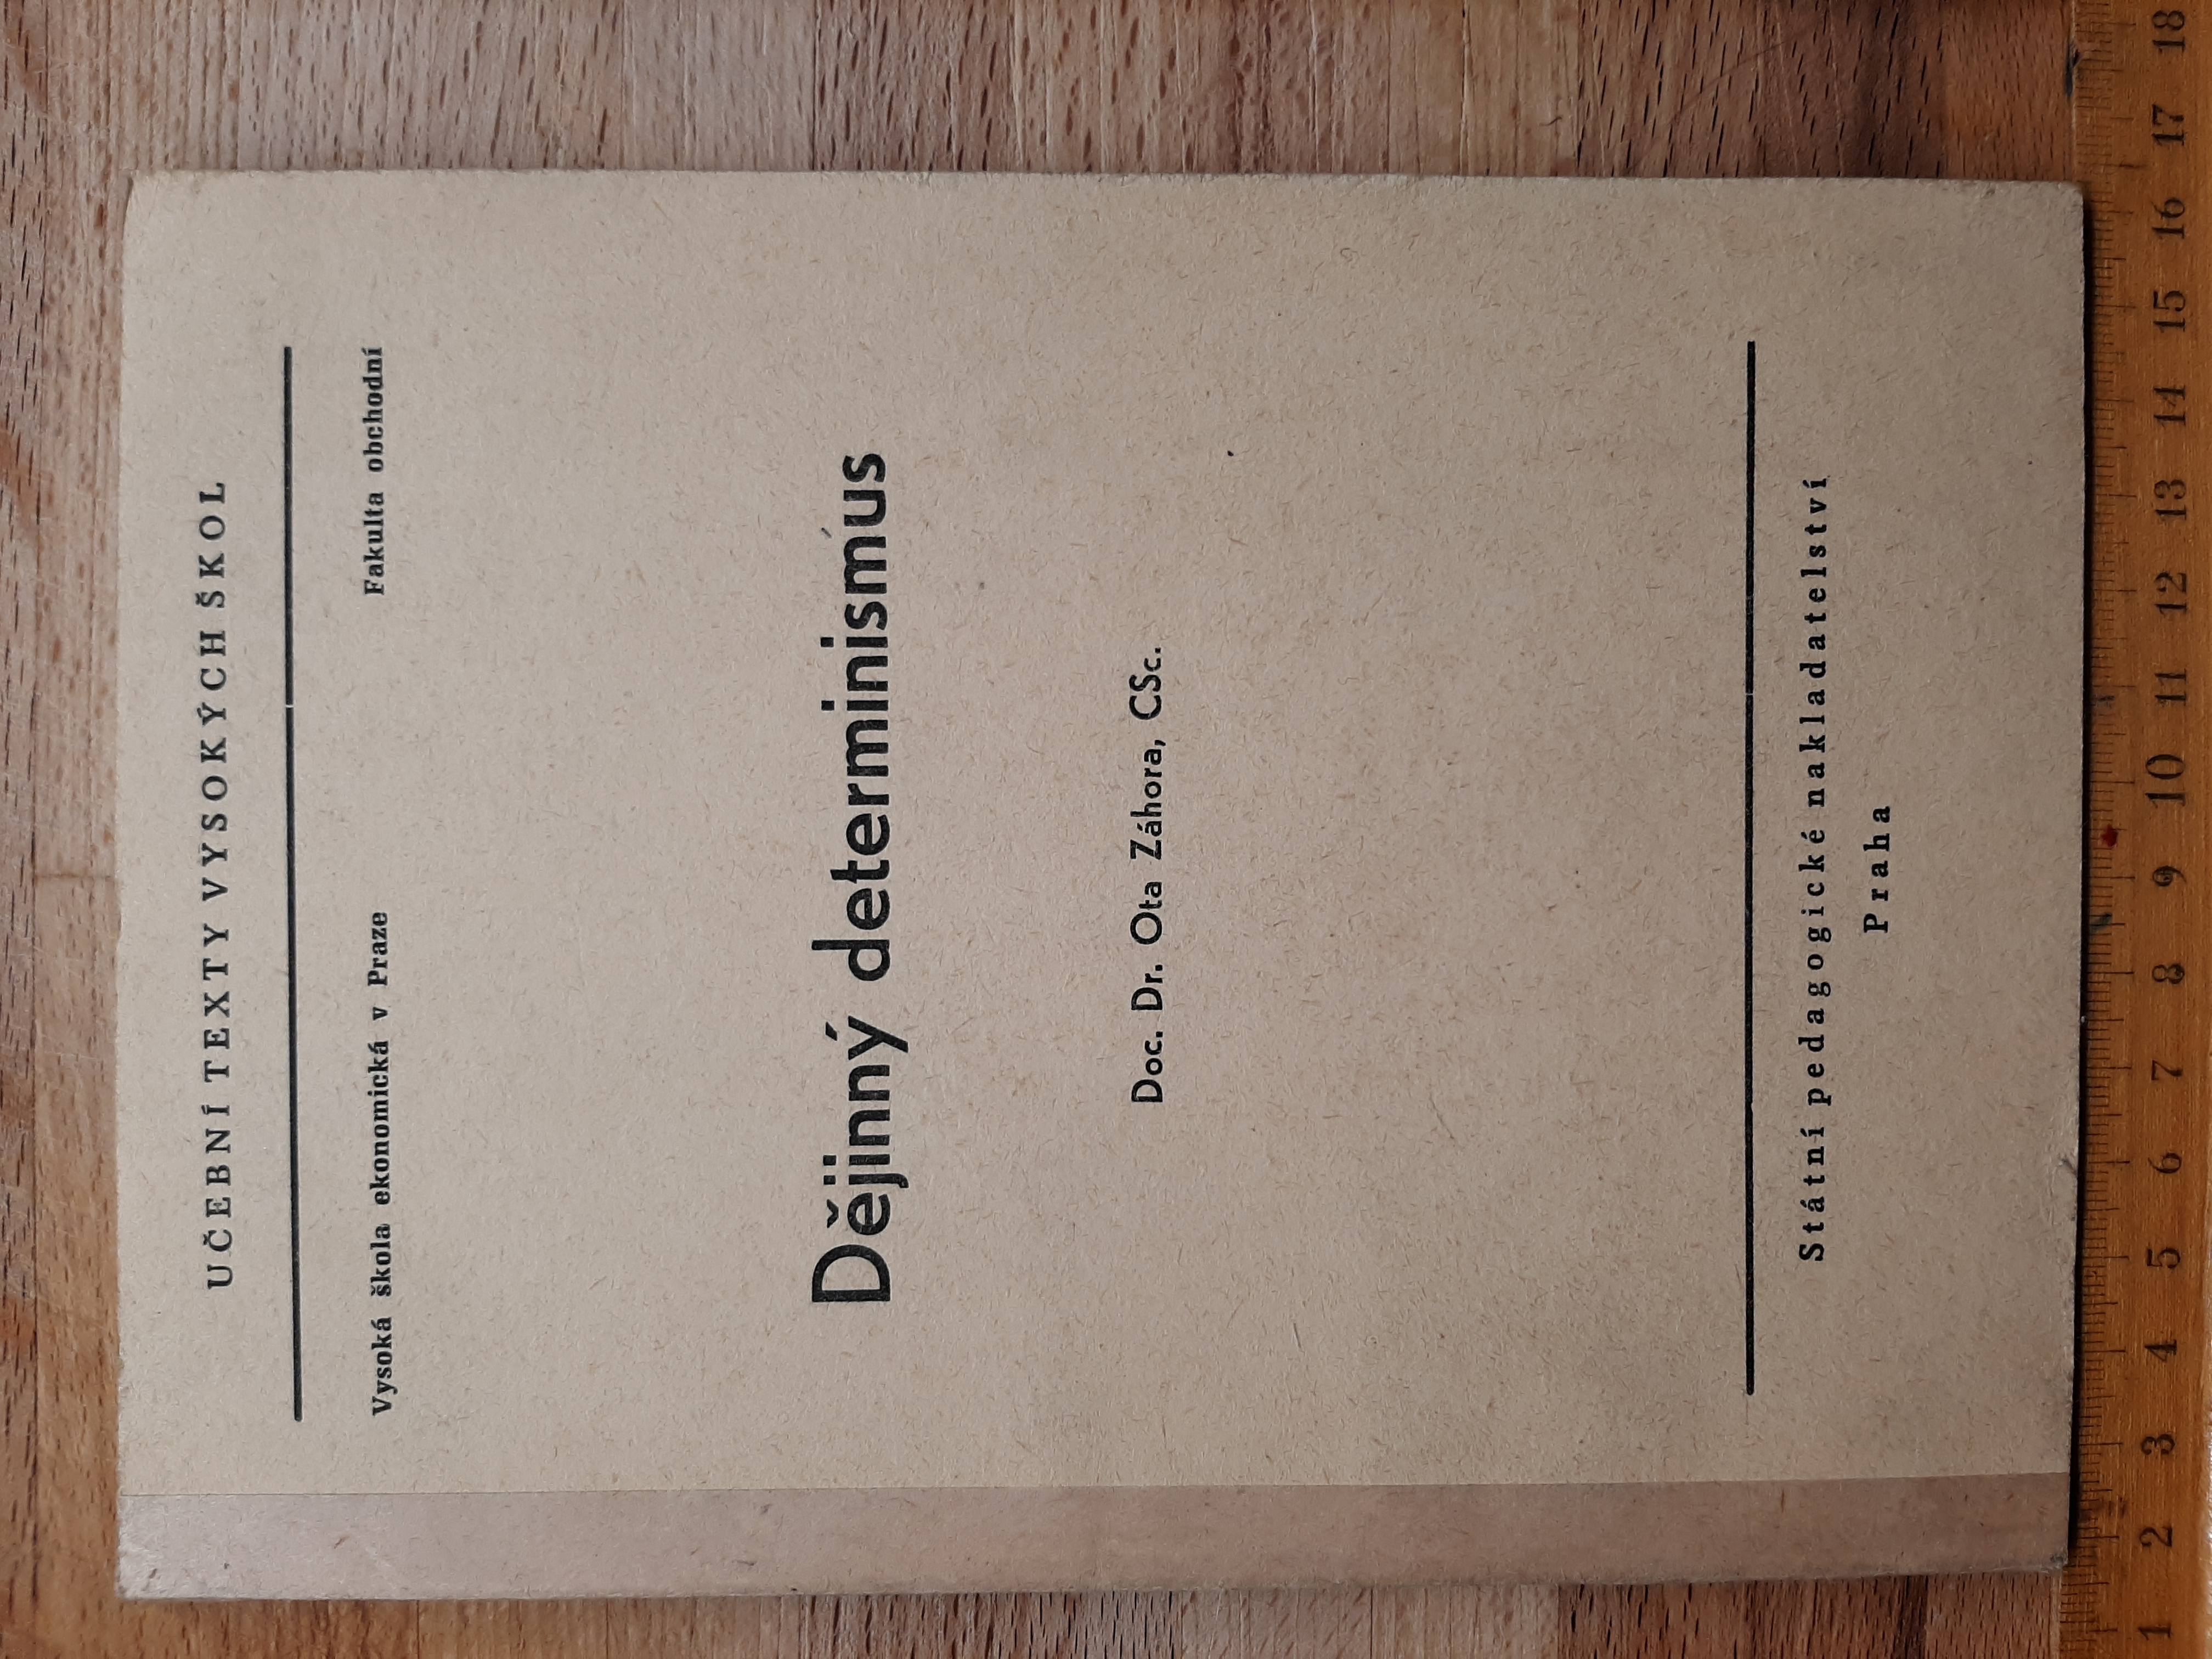 UČEBNÍ TEXTY VYSOKÝCH ŠKOL
Vysoká škola ekonomická v Praze Fakulta obchodní
Dějinný determinismus
Doc. Dr. Ota Záhora, CSc.
Státní pedagogické nakladatelství
Praha
1 2 3 4 5 6 7 8 9 10 11 12 13 14 15 16 17 18